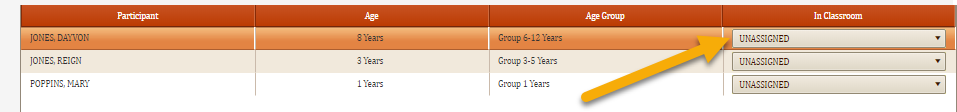 Participant Age Age Group In Classroom
JONES, DAYVON 8 Years Group 6-12 Years UNASSIGNED
JONES, REIGN 3 Years Group 3-5 Years UNASSIGNED
POPPINS, MARY 1 Years Group 1 Years UNASSIGNED